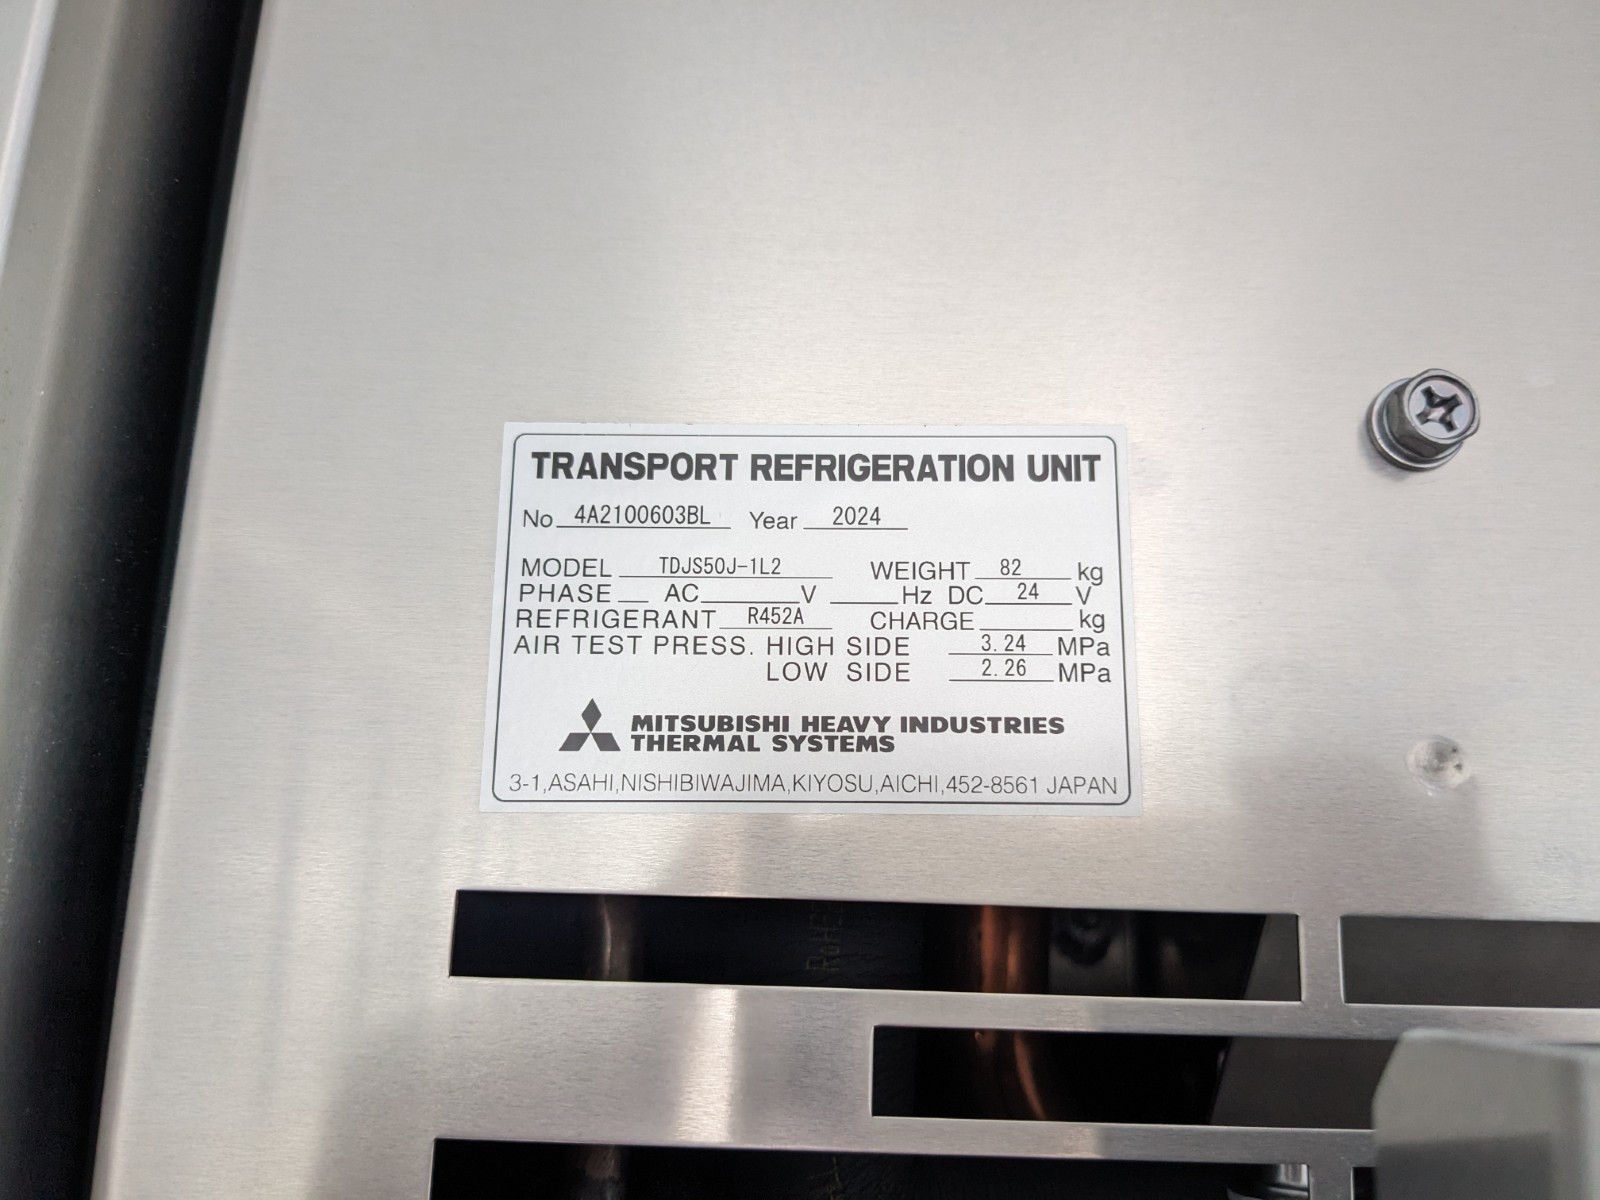 TRANSPORT REFRIGERATION UNIT
No 4A2100603BL Year 2024
MODEL TDJS50J-1L2 WEIGHT 82 kg
PHASE AC V Hz DC 24 V
REFRIGERANT R452A CHARGE kg
AIR TEST PRESS. HIGH SIDE 3.24 MPa
LOW SIDE 2.26 MPa
MITSUBISHI HEAVY INDUSTRIES
THERMAL SYSTEMS
3-1,ASAHI,NISHIBIWAJIMA,KIYOSU,AICHI,452-8561 JAPAN
RoHS